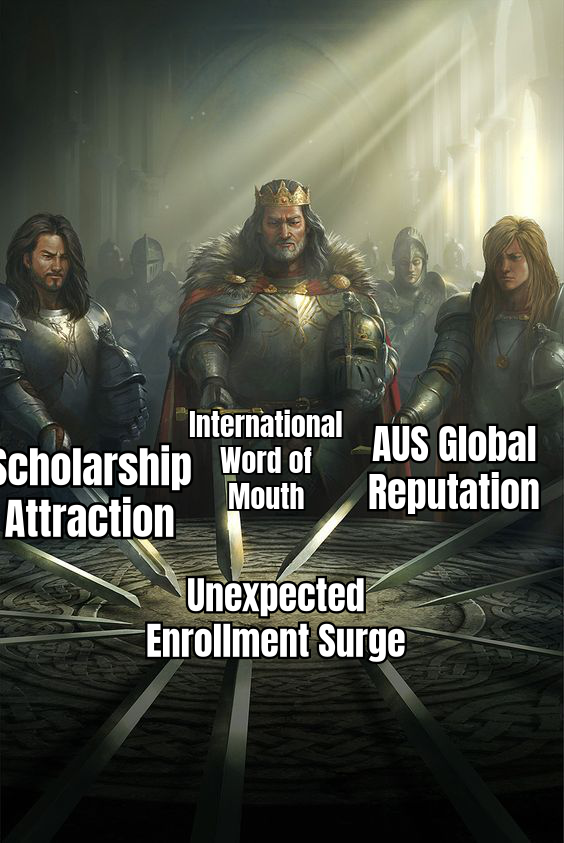 Scholarship
Attraction
International
Word of
Mouth
AUS Global
Reputation
Unexpected
Enrollment Surge